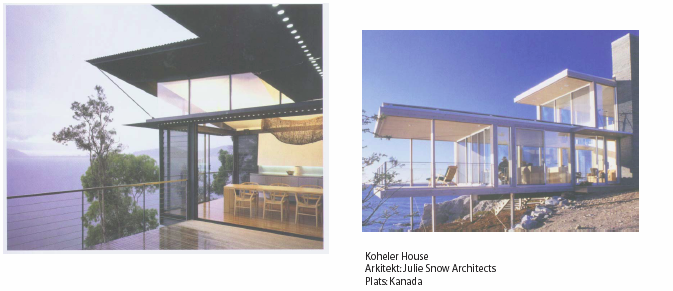 Koheler House
Arkitekt: Julie Snow Architects
Plats: Kanada